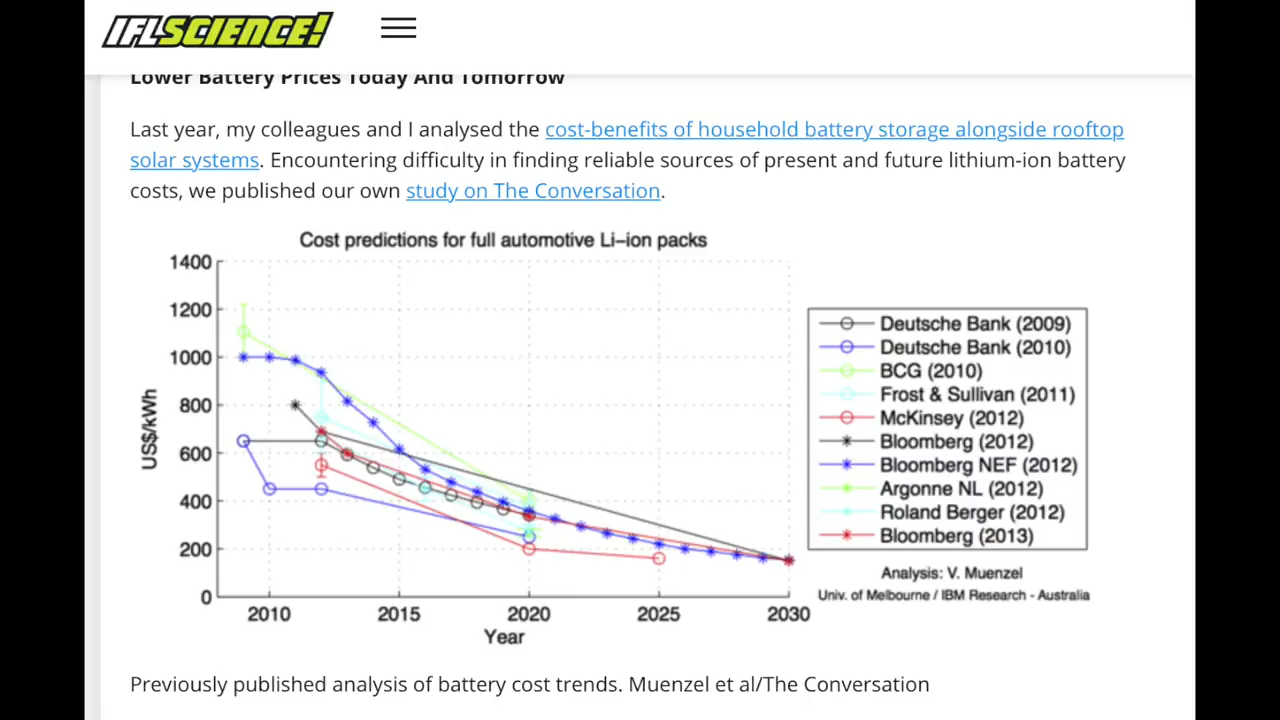 IFLSCIENCE!
Lower Battery Prices Today And Tomorrow
Last year, my colleagues and I analysed the cost-benefits of household battery storage alongside rooftop
solar systems. Encountering difficulty in finding reliable sources of present and future lithium-ion battery
costs, we published our own study on The Conversation.
Cost predictions for full automotive Li-ion packs
US$/kWh
1400
1200
1000
800
600
400
200
0
2010 2015 2020 2025 2030
Year
Deutsche Bank (2009)
Deutsche Bank (2010)
BCG (2010)
Frost & Sullivan (2011)
McKinsey (2012)
Bloomberg (2012)
Bloomberg NEF (2012)
Argonne NL (2012)
Roland Berger (2012)
Bloomberg (2013)
Analysis: V. Muenzel
Univ. of Melbourne / IBM Research - Australia
Previously published analysis of battery cost trends. Muenzel et al/The Conversation